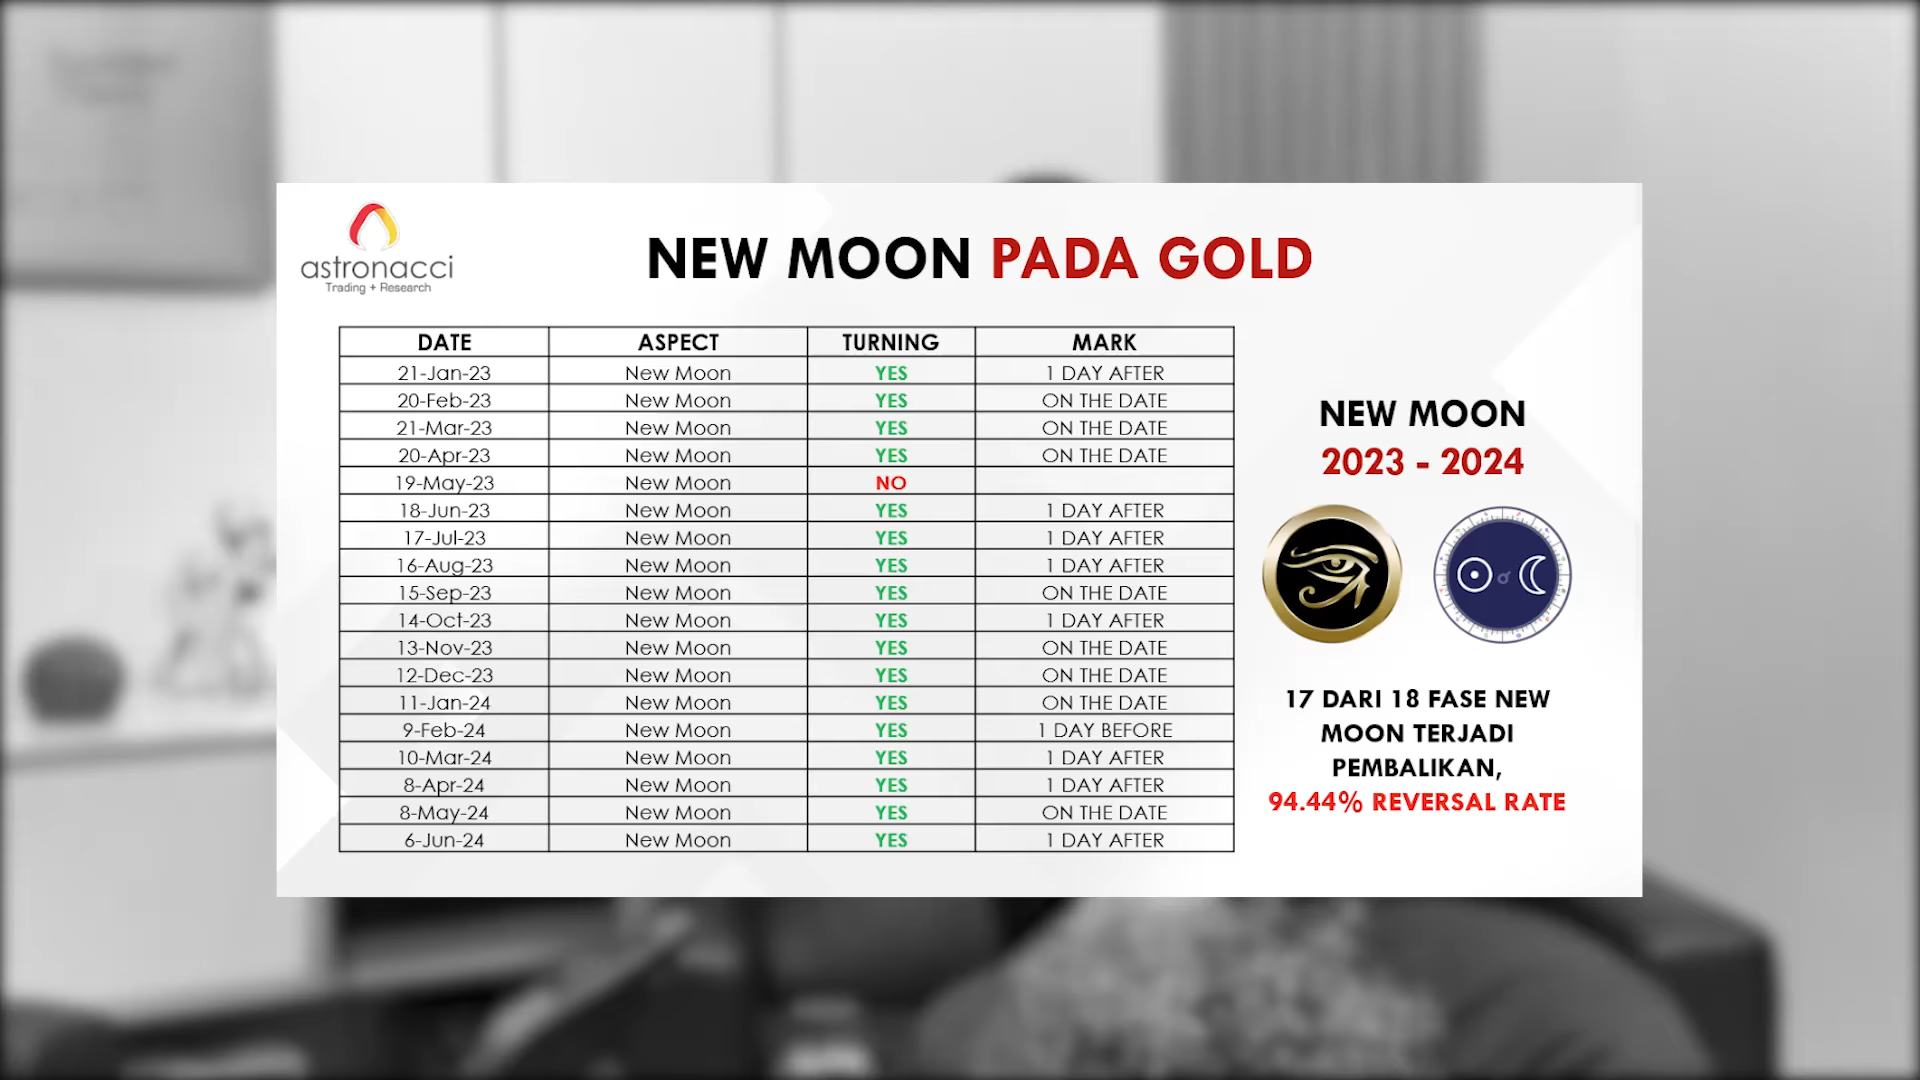 astronacci
Trading + Research
NEW MOON PADA GOLD
DATE ASPECT TURNING MARK
21-Jan-23 New Moon YES 1 DAY AFTER
20-Feb-23 New Moon YES ON THE DATE
21-Mar-23 New Moon YES ON THE DATE
20-Apr-23 New Moon YES ON THE DATE
19-May-23 New Moon NO
18-Jun-23 New Moon YES 1 DAY AFTER
17-Jul-23 New Moon YES 1 DAY AFTER
16-Aug-23 New Moon YES 1 DAY AFTER
15-Sep-23 New Moon YES ON THE DATE
14-Oct-23 New Moon YES 1 DAY AFTER
13-Nov-23 New Moon YES ON THE DATE
12-Dec-23 New Moon YES ON THE DATE
11-Jan-24 New Moon YES ON THE DATE
9-Feb-24 New Moon YES 1 DAY BEFORE
10-Mar-24 New Moon YES 1 DAY AFTER
8-Apr-24 New Moon YES 1 DAY AFTER
8-May-24 New Moon YES ON THE DATE
6-Jun-24 New Moon YES 1 DAY AFTER
NEW MOON
2023 - 2024
17 DARI 18 FASE NEW
MOON TERJADI
PEMBALIKAN,
94.44% REVERSAL RATE